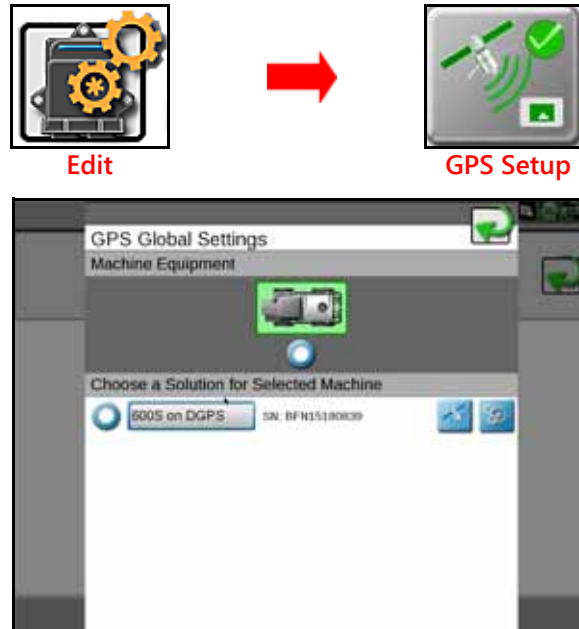 Edit
GPS Setup
GPS Global Settings
Machine Equipment
Choose a Solution for Selected Machine
600S on DGPS SN: BFN15180839